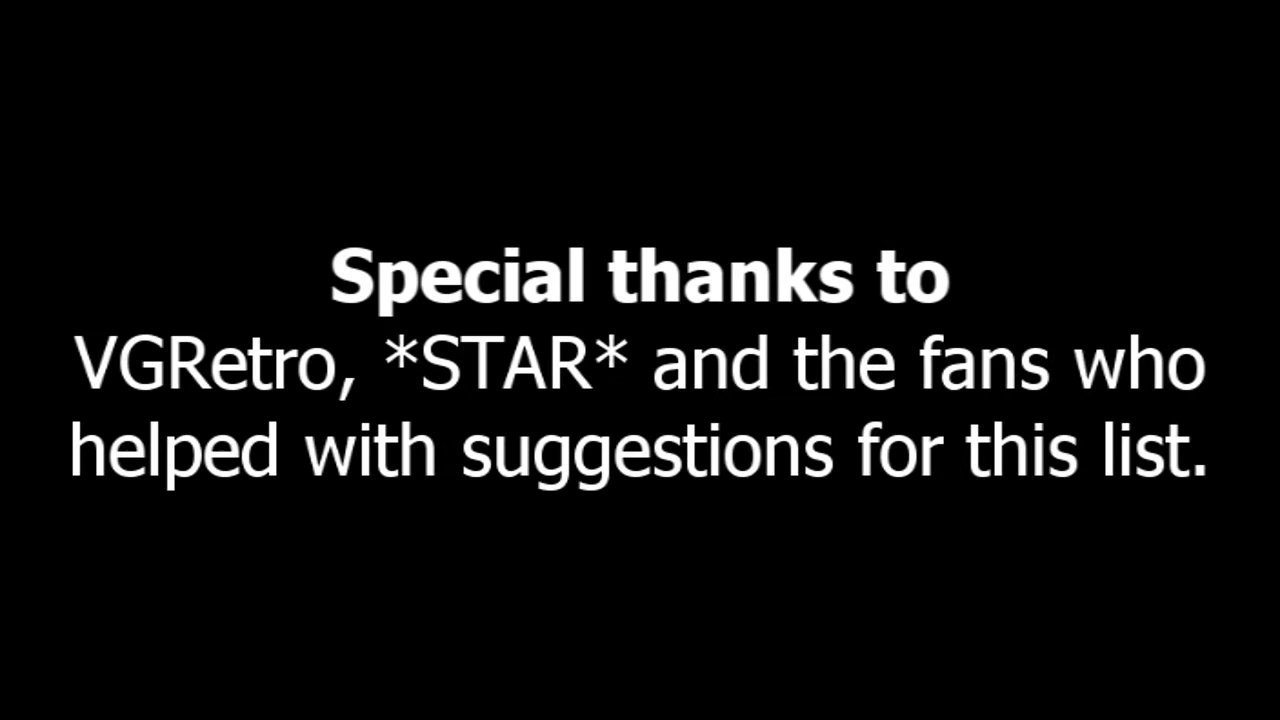 Special thanks to
VGRetro, *STAR* and the fans who
helped with suggestions for this list.